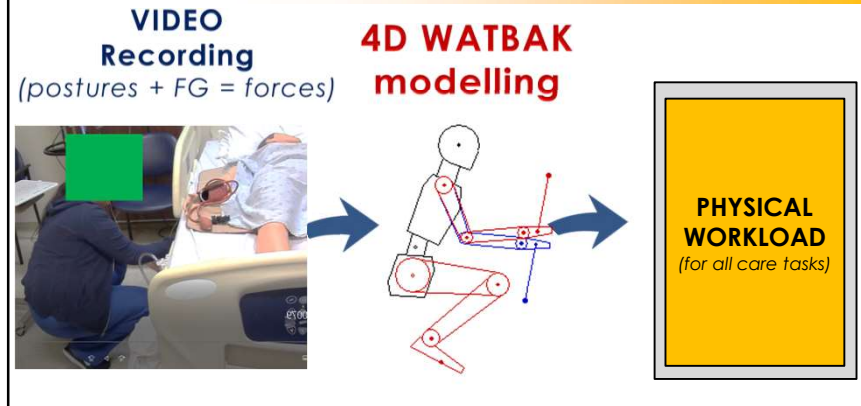 VIDEO
Recording
(postures + FG = forces)
4D WATBAK
modelling
PHYSICAL
WORKLOAD
(for all care tasks)